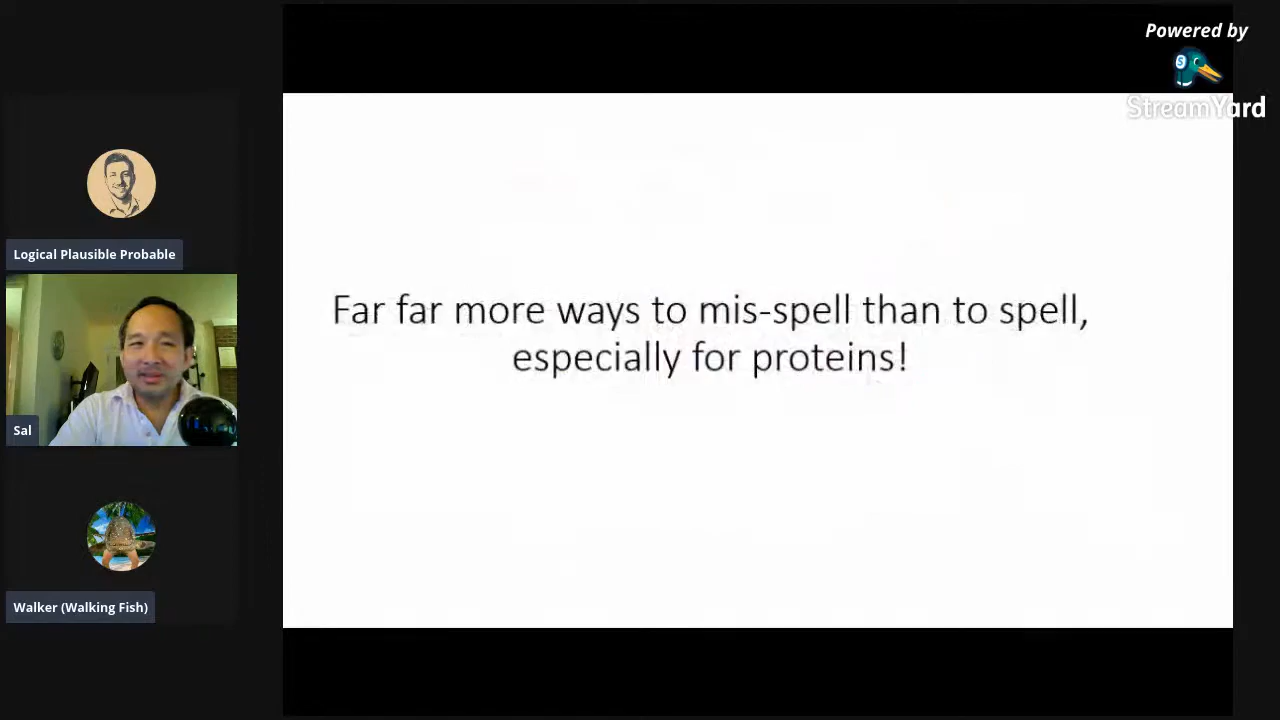 Powered by
StreamYard
Logical Plausible Probable
Far far more ways to mis-spell than to spell,
especially for proteins!
Sal
Walker (Walking Fish)